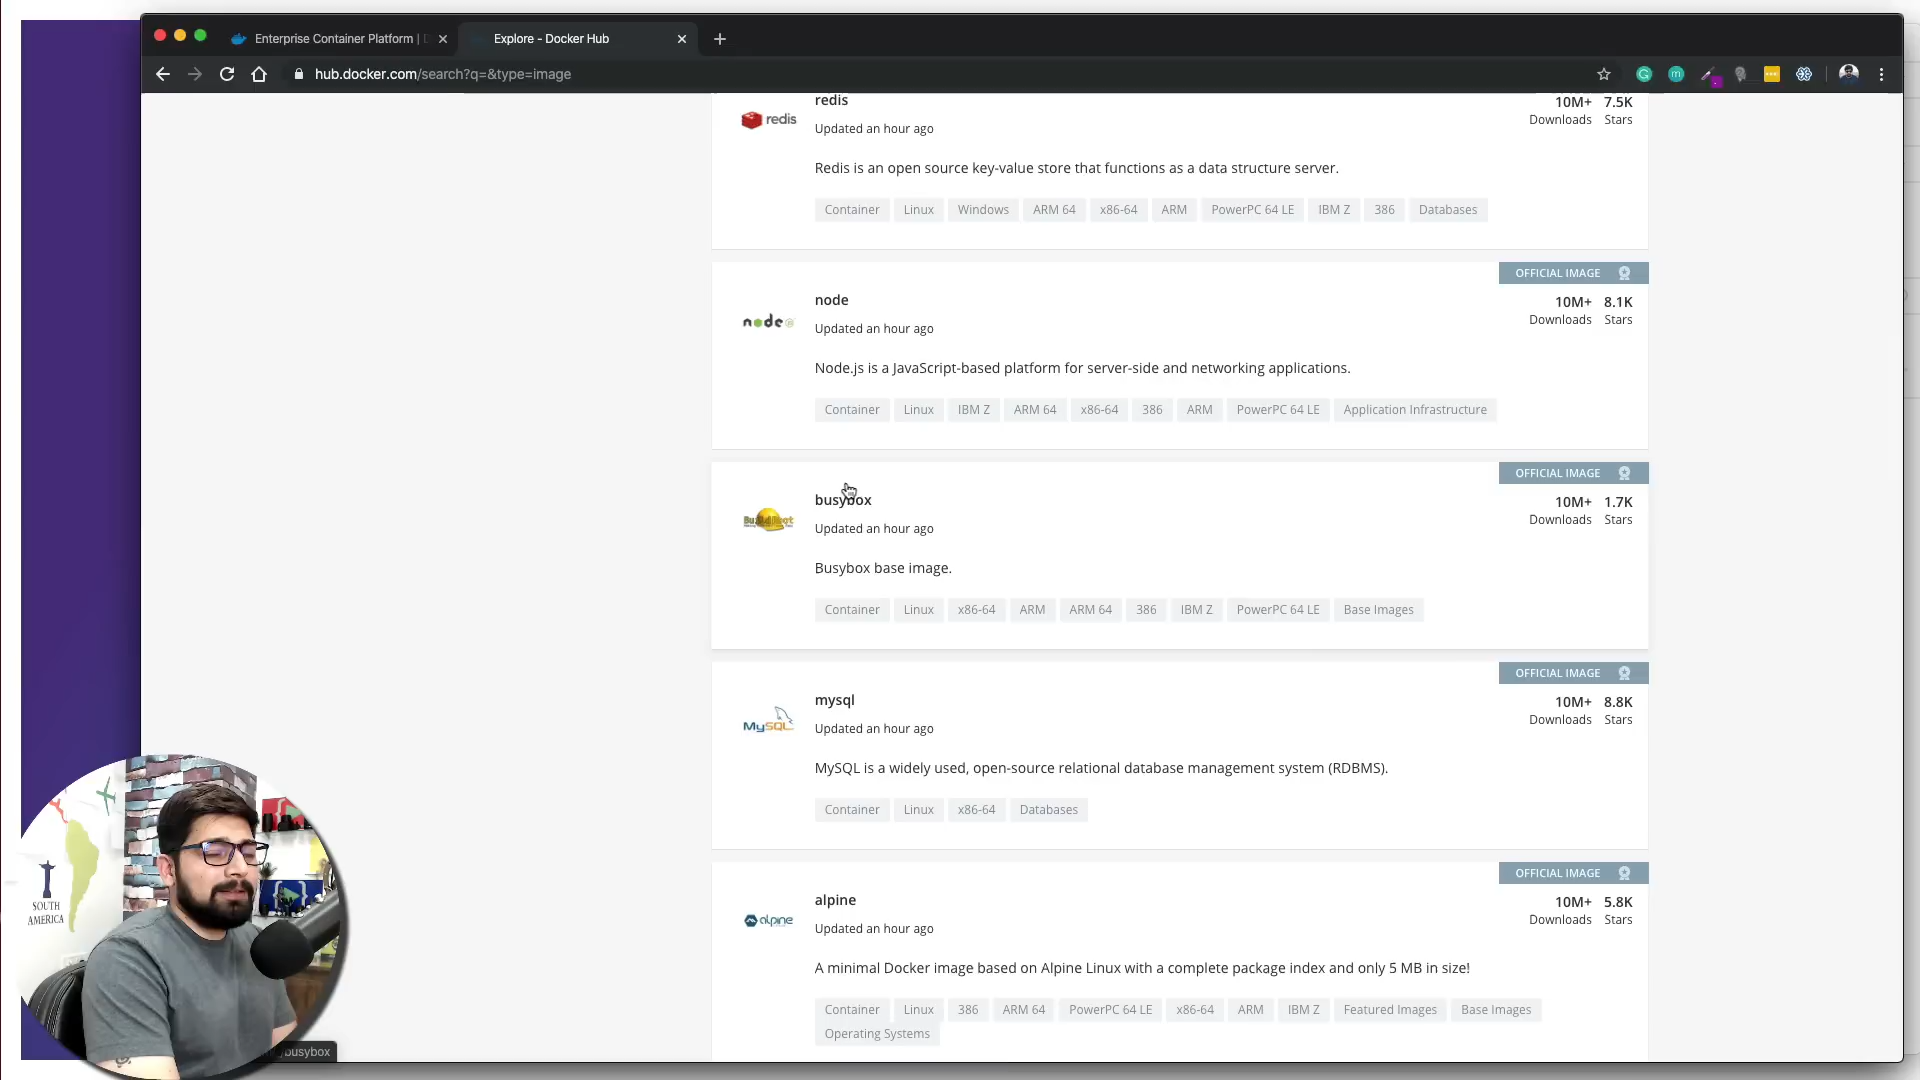 Enterprise Container Platform |
Explore - Docker Hub
hub.docker.com/search?q=&type=image
redis
redis
Updated an hour ago
10M+ 7.5K
Downloads Stars
Redis is an open source key-value store that functions as a data structure server.
Container Linux Windows ARM 64 x86-64 ARM PowerPC 64 LE IBM Z 386 Databases
OFFICIAL IMAGE
node
node
Updated an hour ago
10M+ 8.1K
Downloads Stars
Node.js is a JavaScript-based platform for server-side and networking applications.
Container Linux IBM Z ARM 64 x86-64 386 ARM PowerPC 64 LE Application Infrastructure
OFFICIAL IMAGE
busybox
Updated an hour ago
10M+ 1.7K
Downloads Stars
Busybox base image.
Container Linux x86-64 ARM ARM 64 386 IBM Z PowerPC 64 LE Base Images
OFFICIAL IMAGE
MySQL
mysql
Updated an hour ago
10M+ 8.8K
Downloads Stars
MySQL is a widely used, open-source relational database management system (RDBMS).
Container Linux x86-64 Databases
OFFICIAL IMAGE
alpine
alpine
Updated an hour ago
10M+ 5.8K
Downloads Stars
A minimal Docker image based on Alpine Linux with a complete package index and only 5 MB in size!
Container Linux 386 ARM 64 PowerPC 64 LE x86-64 ARM IBM Z Featured Images Base Images
Operating Systems
SOUTH
AMERICA
busybox